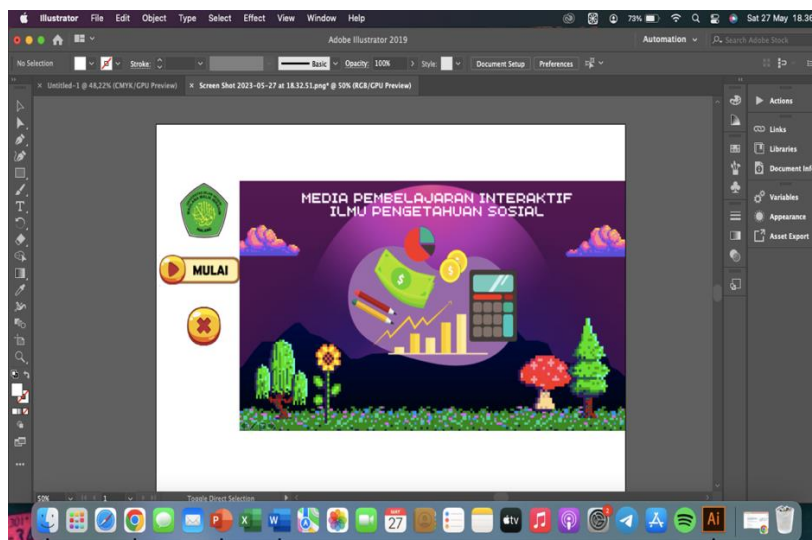 Illustrator File Edit Object Type Select Effect View Window Help 73% Sat 27 May 18.36
Adobe Illustrator 2019 Automation Search Adobe Stock
No Selection Stroke: Basic Opacity: 100% Style: Document Setup Preferences
× Untitled-1 @ 48,22% (CMYK/GPU Preview) × Screen Shot 2023-05-27 at 18.32.51.png* @ 50% (RGB/GPU Preview)
Actions
Links
Libraries
Document Inf
Variables
Appearance
Asset Export
MEDIA PEMBELAJARAN INTERAKTIF
ILMU PENGETAHUAN SOSIAL
MULAI
50% 1 Toggle Direct Selection
MAY
27
tv
Ai